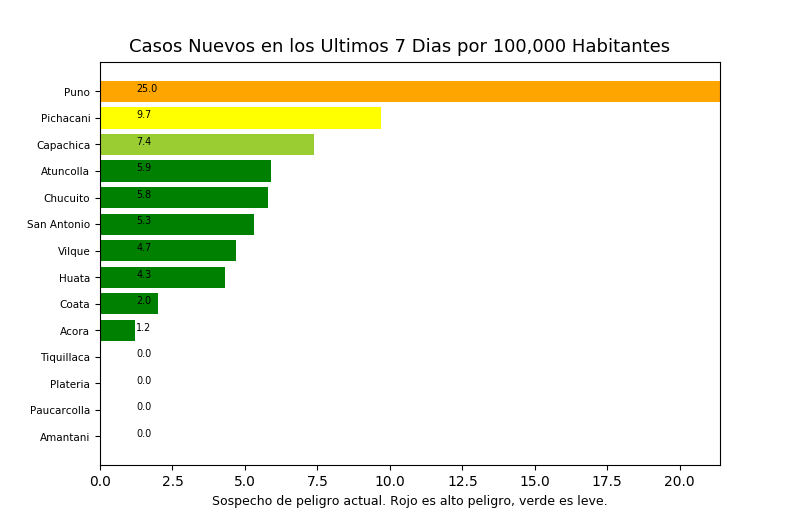 Casos Nuevos en los Ultimos 7 Dias por 100,000 Habitantes
Puno 25.0
Pichacani 9.7
Capachica 7.4
Atuncolla 5.9
Chucuito 5.8
San Antonio 5.3
Vilque 4.7
Huata 4.3
Coata 2.0
Acora 1.2
Tiquillaca 0.0
Plateria 0.0
Paucarcolla 0.0
Amantani 0.0
0.0 2.5 5.0 7.5 10.0 12.5 15.0 17.5 20.0
Sospecho de peligro actual. Rojo es alto peligro, verde es leve.